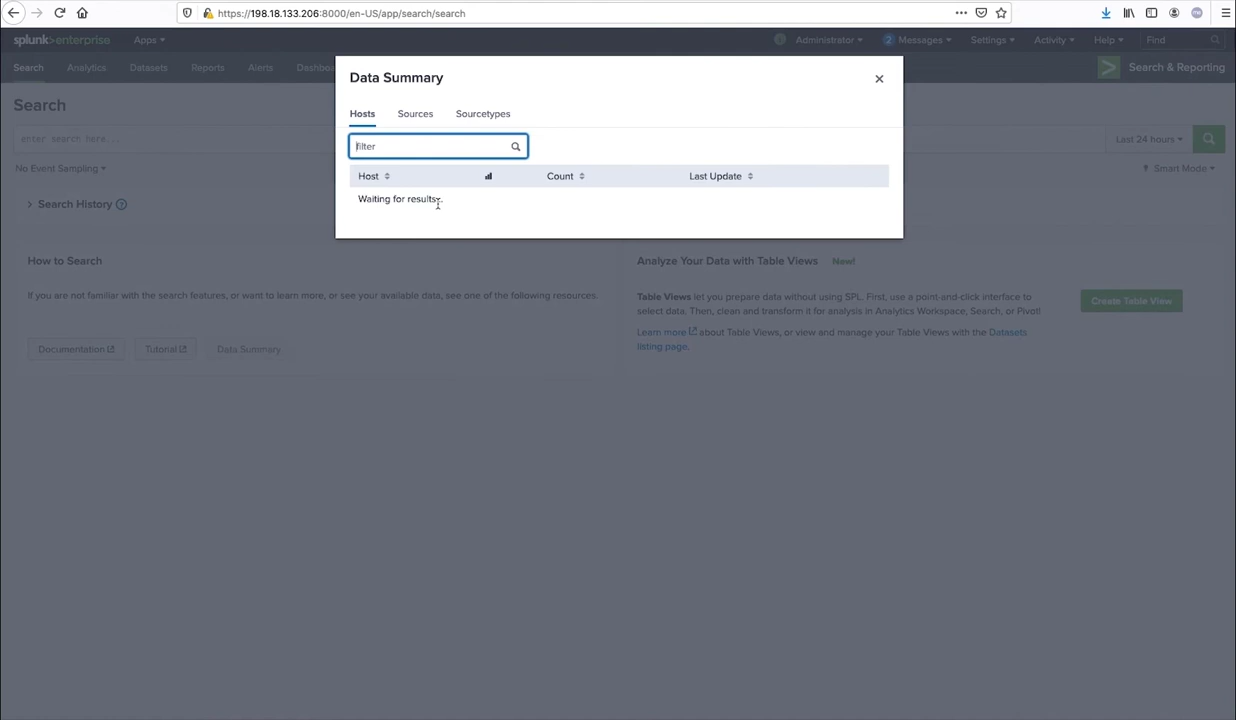 https://198.18.133.206:8000/en-US/app/search/search
splunk>enterprise Apps Administrator 2 Messages Settings Activity Help Find
Search Analytics Datasets Reports Alerts Search & Reporting
Search
enter search here... Last 24 hours
No Event Sampling Smart Mode
Search History ?
Data Summary
Hosts Sources Sourcetypes
filter
Host Count Last Update
Waiting for results...
How to Search
If you are not familiar with the search features, or want to learn more, or see your available data, see one of the following resources.
Documentation Tutorial Data Summary
Analyze Your Data with Table Views New!
Table Views let you prepare data without using SPL. First, use a point-and-click interface to
select data. Then, clean and transform it for analysis in Analytics Workspace, Search, or Pivot!
Learn more about Table Views, or view and manage your Table Views with the Datasets
listing page.
Create Table View